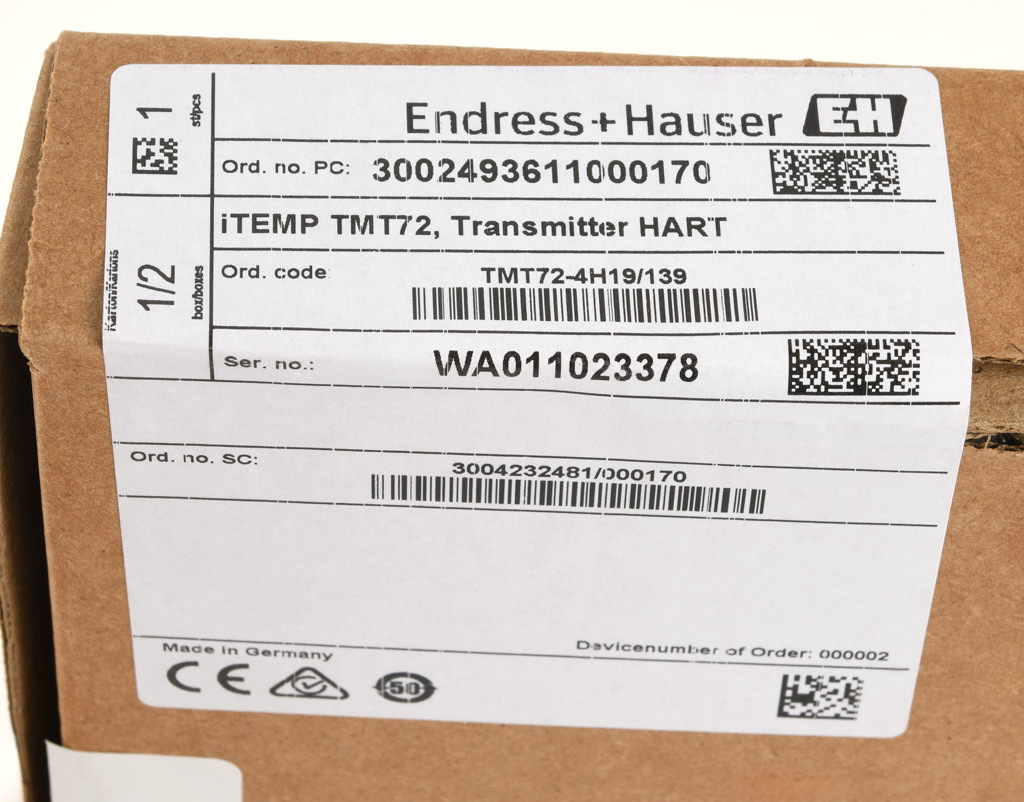 1
st/pcs
Endress+Hauser EH
Ord. no. PC: 3002493611000170
iTEMP TMT72, Transmitter HART
Karton/Kartons
1/2
box/boxes
Ord. code: TMT72-4H19/139
Ser. no.: WA011023378
Ord. no. SC:
3004232481/000170
Made in Germany
Devicenumber of Order: 000002
CE
50